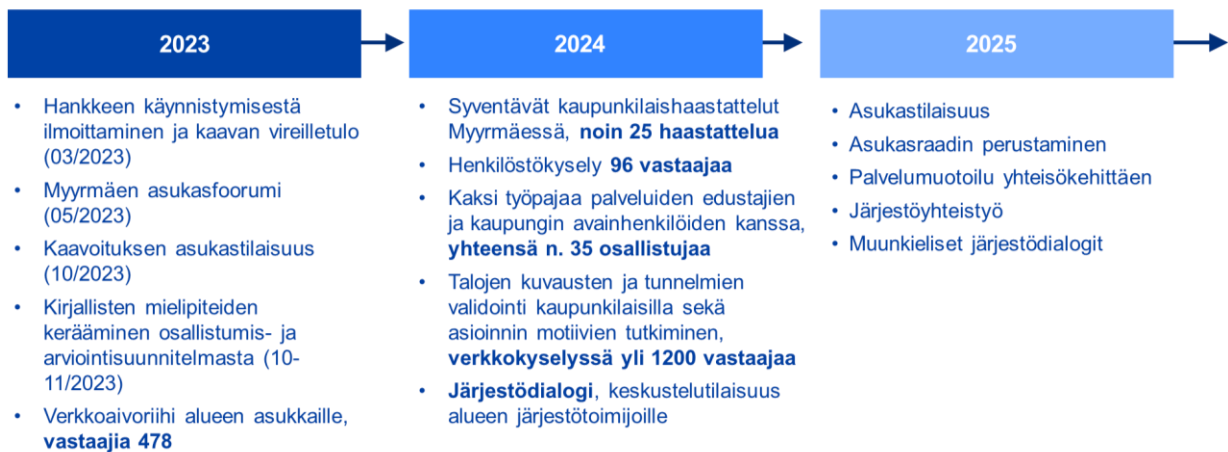 2023
• Hankkeen käynnistymisestä
ilmoittaminen ja kaavan vireilletulo
(03/2023)
• Myyrmäen asukasfoorumi
(05/2023)
• Kaavoituksen asukastilaisuus
(10/2023)
• Kirjallisten mielipiteiden
kerääminen osallistumis- ja
arviointisuunnitelmasta (10-
11/2023)
• Verkkoaivoriihi alueen asukkaille,
vastaajia 478
2024
• Syventävät kaupunkilaishaastattelut
Myyrmäessä, noin 25 haastattelua
• Henkilöstökysely 96 vastaajaa
• Kaksi työpajaa palveluiden edustajien
ja kaupungin avainhenkilöiden kanssa,
yhteensä n. 35 osallistujaa
• Talojen kuvausten ja tunnelmien
validointi kaupunkilaisilla sekä
asioinnin motiivien tutkiminen,
verkkokyselyssä yli 1200 vastaajaa
• Järjestödialogi, keskustelutilaisuus
alueen järjestötoimijoille
2025
• Asukastilaisuus
• Asukasraadin perustaminen
• Palvelumuotoilu yhteisökehittäen
• Järjestöyhteistyö
• Muunkieliset järjestödialogit